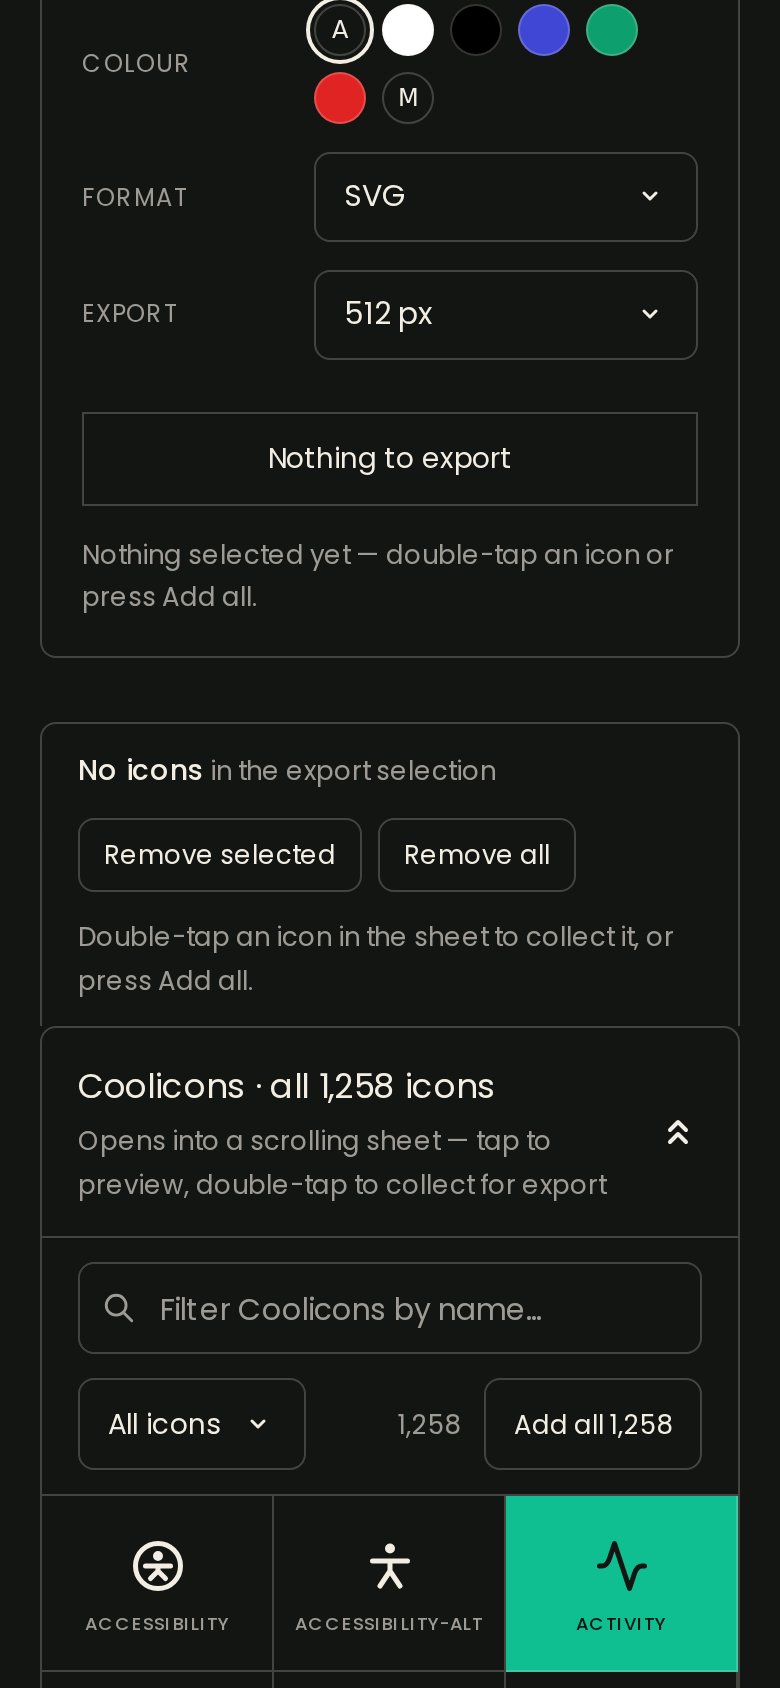 COLOUR
A
M
FORMAT
SVG
EXPORT
512 px
Nothing to export
Nothing selected yet — double-tap an icon or
press Add all.
No icons in the export selection
Remove selected
Remove all
Double-tap an icon in the sheet to collect it, or
press Add all.
Coolicons · all 1,258 icons
Opens into a scrolling sheet — tap to
preview, double-tap to collect for export
Filter Coolicons by name…
All icons
1,258
Add all 1,258
ACCESSIBILITY
ACCESSIBILITY-ALT
ACTIVITY